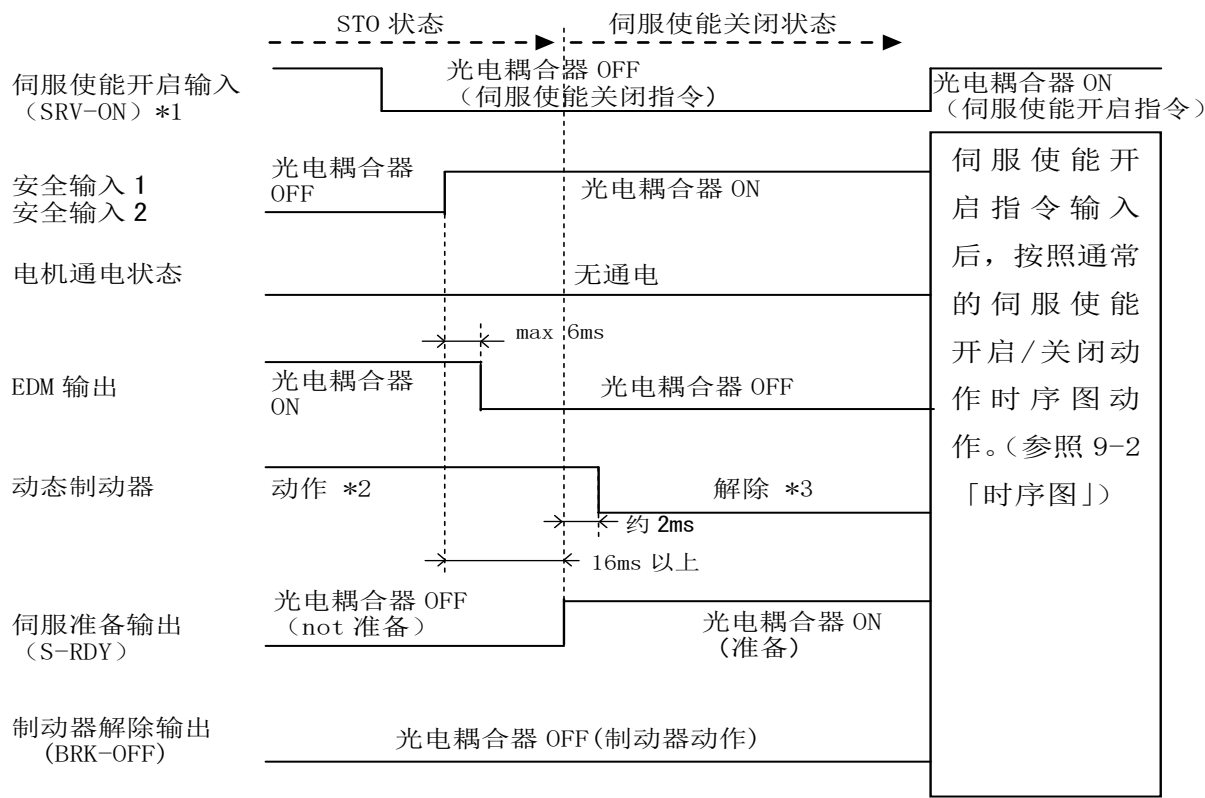 STO 状态
伺服使能关闭状态
伺服使能开启输入
（SRV-ON）*1
光电耦合器 OFF
（伺服使能关闭指令）
光电耦合器 ON
（伺服使能开启指令）
安全输入 1
安全输入 2
光电耦合器
OFF
光电耦合器 ON
电机通电状态
无通电
max 6ms
EDM 输出
光电耦合器
ON
光电耦合器 OFF
动态制动器
动作 *2
解除 *3
约 2ms
16ms 以上
伺服准备输出
（S-RDY）
光电耦合器 OFF
（not 准备）
光电耦合器 ON
(准备)
制动器解除输出
(BRK-OFF)
光电耦合器 OFF(制动器动作)
伺服使能开
启指令输入
后，按照通常
的伺服使能
开启/关闭动
作时序图动
作。（参照 9-2
「时序图」）